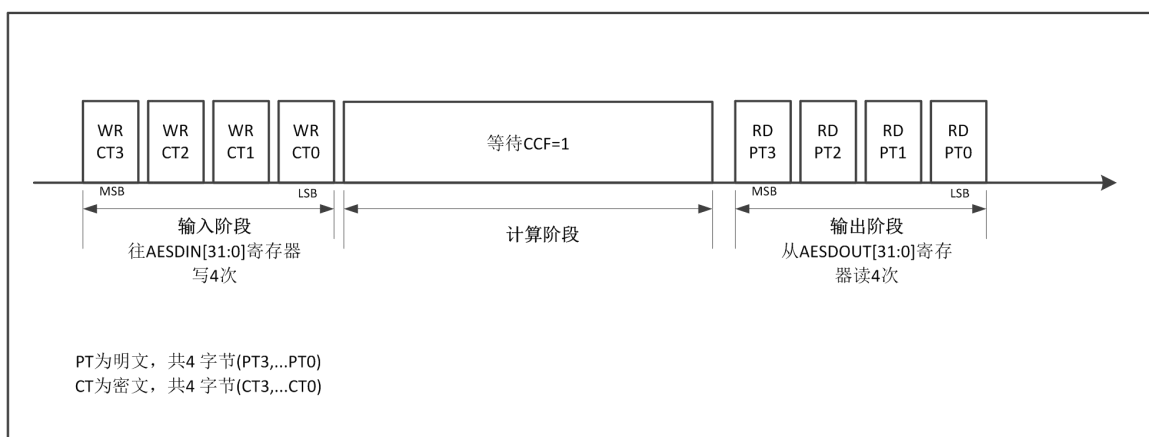 WR
CT3
WR
CT2
WR
CT1
WR
CT0
等待CCF=1
RD
PT3
RD
PT2
RD
PT1
RD
PT0
MSB
LSB
MSB
LSB
输入阶段
往AESDIN[31:0]寄存器
写4次
计算阶段
输出阶段
从AESDOUT[31:0]寄存
器读4次
PT为明文，共4 字节(PT3,...PT0)
CT为密文，共4 字节(CT3,...CT0)